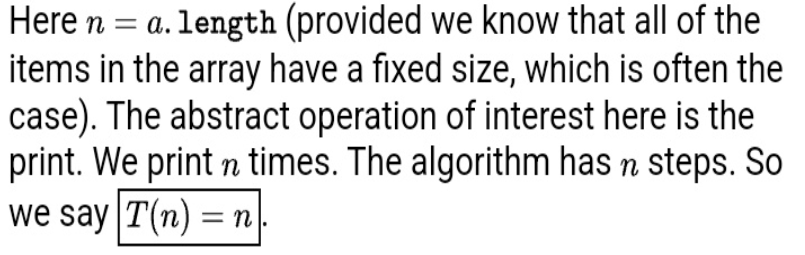 Here n = a.length (provided we know that all of the
items in the array have a fixed size, which is often the
case). The abstract operation of interest here is the
print. We print n times. The algorithm has n steps. So
we say T(n) = n.